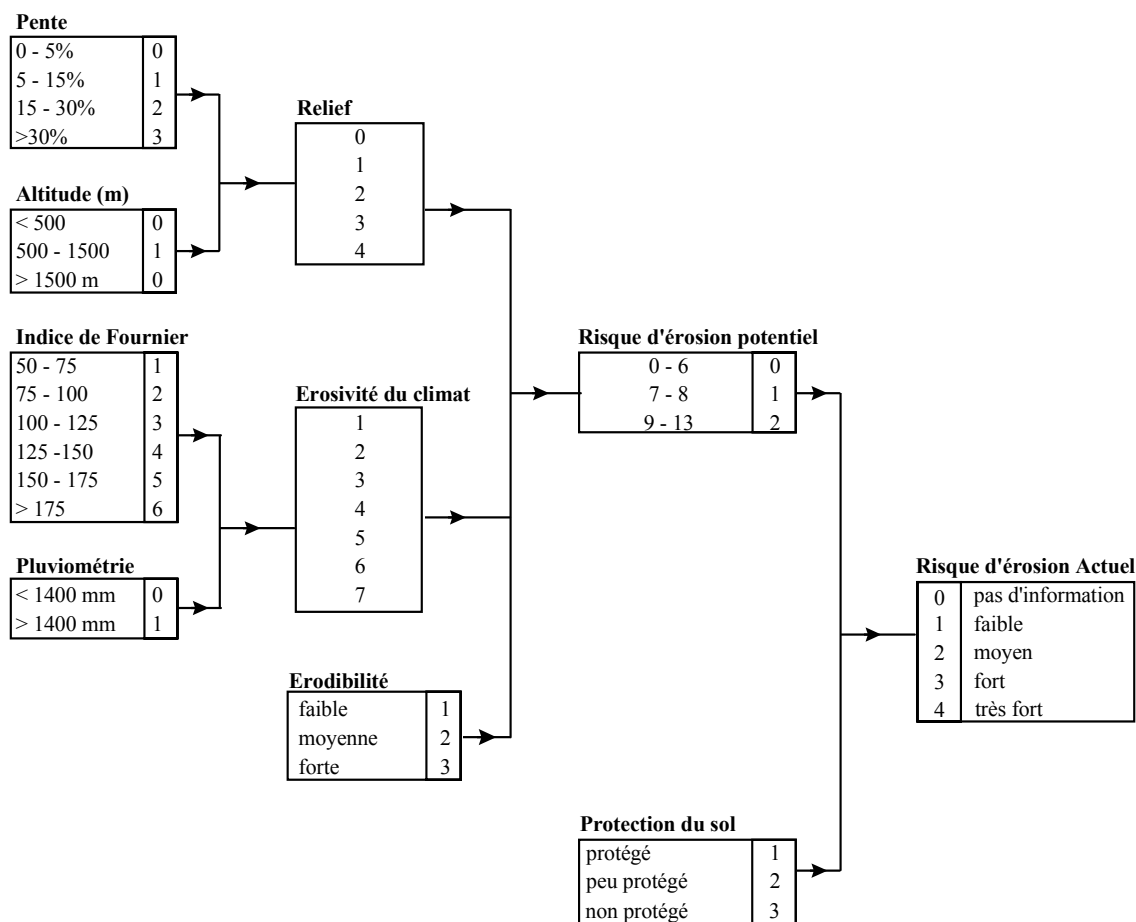 Pente
0 - 5% 0
5 - 15% 1
15 - 30% 2
>30% 3
Altitude (m)
< 500 0
500 - 1500 1
> 1500 m 0
Relief
0
1
2
3
4
Indice de Fournier
50 - 75 1
75 - 100 2
100 - 125 3
125 -150 4
150 - 175 5
> 175 6
Pluviométrie
< 1400 mm 0
> 1400 mm 1
Erosivité du climat
1
2
3
4
5
6
7
Erodibilité
faible 1
moyenne 2
forte 3
Risque d'érosion potentiel
0 - 6 0
7 - 8 1
9 - 13 2
Protection du sol
protégé 1
peu protégé 2
non protégé 3
Risque d'érosion Actuel
0 pas d'information
1 faible
2 moyen
3 fort
4 très fort